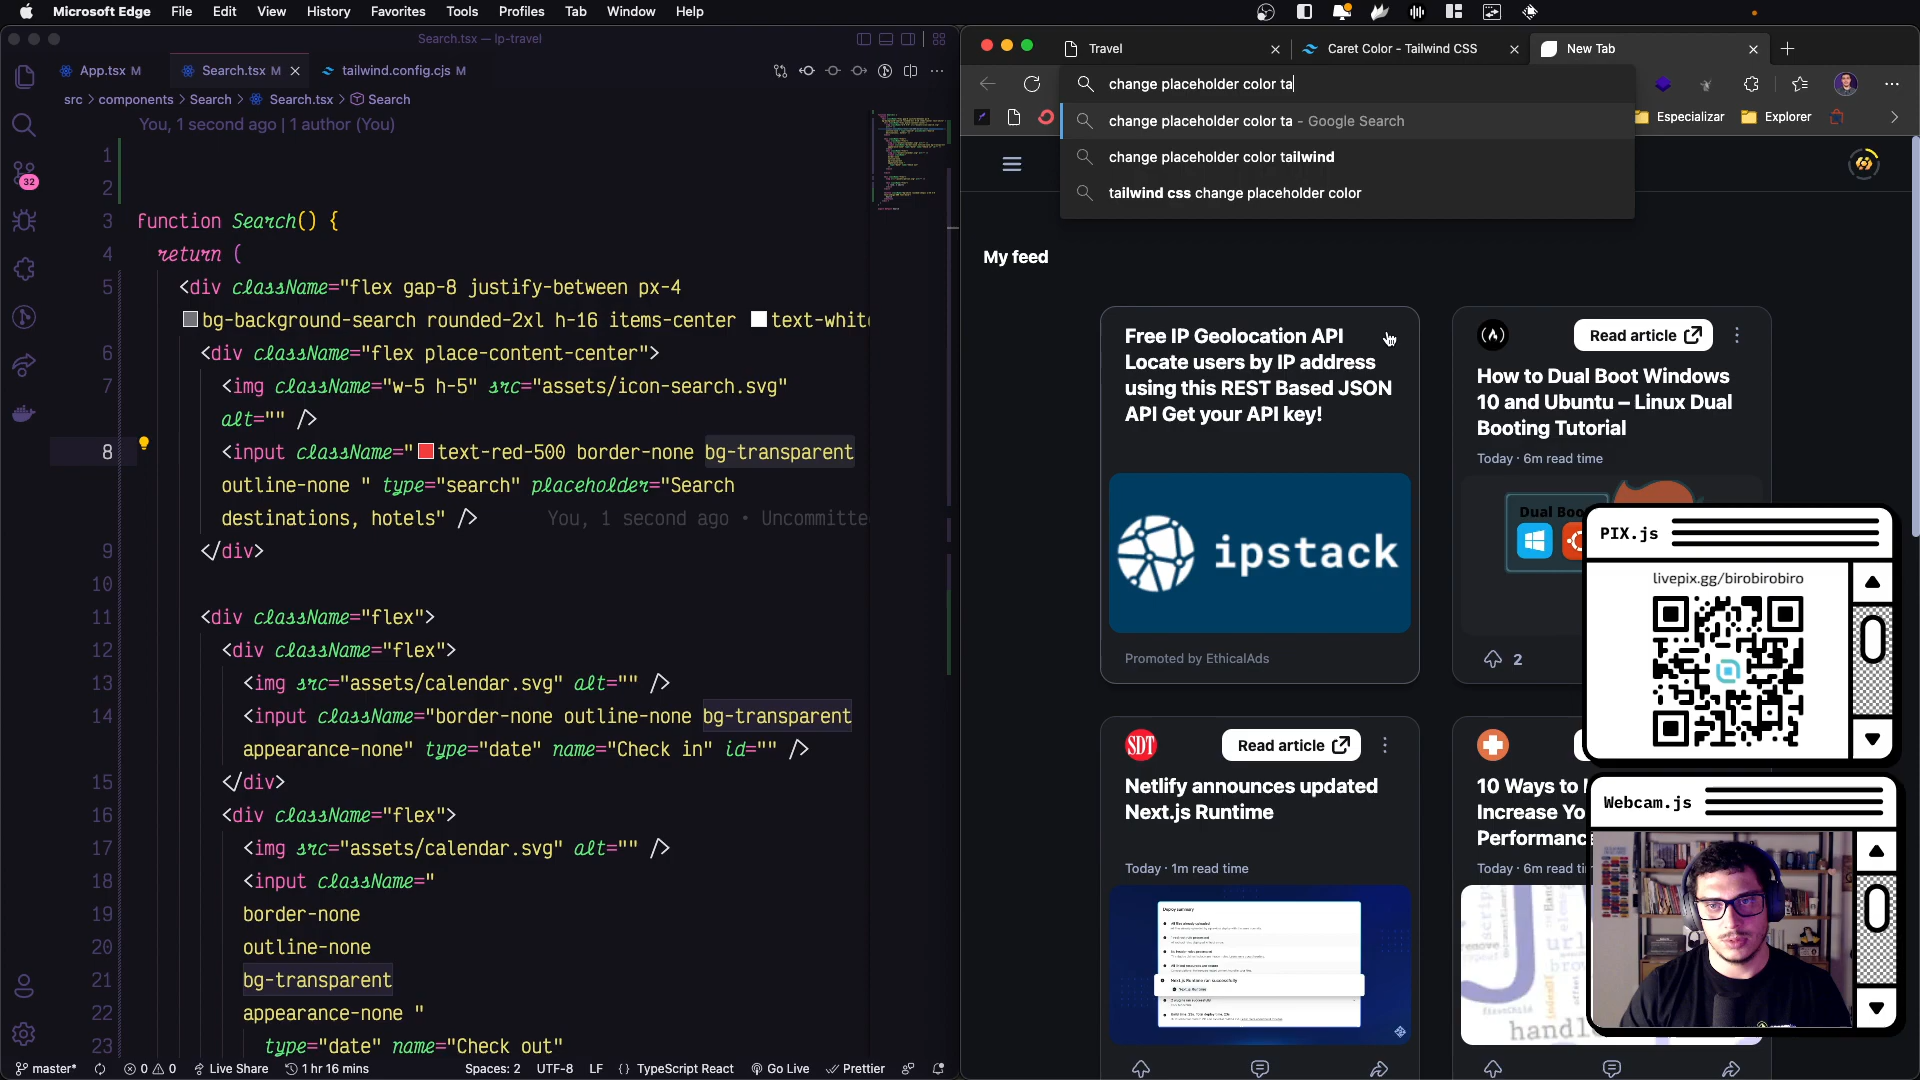 Microsoft Edge File Edit View History Favorites Tools Profiles Tab Window Help
Search.tsx — lp-travel
App.tsx M
Search.tsx M
tailwind.config.cjs M
src > components > Search > Search.tsx > Search
You, 1 second ago | 1 author (You)
1
2
3 function Search() {
4 return (
5 <div className="flex gap-8 justify-between px-4
bg-background-search rounded-2xl h-16 items-center text-white
6 <div className="flex place-content-center">
7 <img className="w-5 h-5" src="assets/icon-search.svg"
alt="" />
8 <input className="text-red-500 border-none bg-transparent
outline-none " type="search" placeholder="Search
destinations, hotels" /> You, 1 second ago • Uncommitte
9 </div>
10
11 <div className="flex">
12 <div className="flex">
13 <img src="assets/calendar.svg" alt="" />
14 <input className="border-none outline-none bg-transparent
appearance-none" type="date" name="Check in" id="" />
15 </div>
16 <div className="flex">
17 <img src="assets/calendar.svg" alt="" />
18 <input className="
19 border-none
20 outline-none
21 bg-transparent
22 appearance-none "
23 type="date" name="Check out"
32
master* 0 0 Live Share 1 hr 16 mins Spaces: 2 UTF-8 LF {} TypeScript React Go Live Prettier
Travel
Caret Color - Tailwind CSS
New Tab
change placeholder color ta
change placeholder color ta - Google Search
change placeholder color tailwind
tailwind css change placeholder color
Especializar
Explorer
My feed
Free IP Geolocation API
Locate users by IP address
using this REST Based JSON
API Get your API key!
ipstack
Promoted by EthicalAds
Read article
How to Dual Boot Windows
10 and Ubuntu – Linux Dual
Booting Tutorial
Today · 6m read time
Dual Boo
2
SDT
Read article
Netlify announces updated
Next.js Runtime
Today · 1m read time
Deploy summary
10 Ways to
Increase Yo
Performanc
Today · 6m read ti
handl
PIX.js
livepix.gg/birobirobiro
Webcam.js